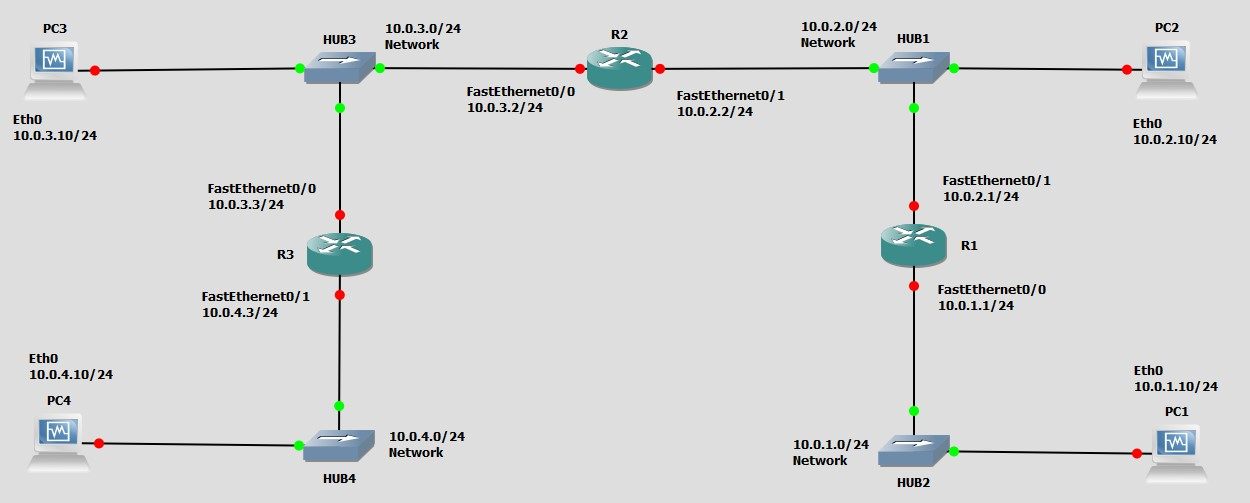 PC3
HUB3
10.0.3.0/24
Network
R2
10.0.2.0/24
Network
HUB1
PC2
FastEthernet0/0
10.0.3.2/24
FastEthernet0/1
10.0.2.2/24
Eth0
10.0.3.10/24
Eth0
10.0.2.10/24
FastEthernet0/0
10.0.3.3/24
FastEthernet0/1
10.0.2.1/24
R3
R1
FastEthernet0/1
10.0.4.3/24
FastEthernet0/0
10.0.1.1/24
Eth0
10.0.4.10/24
PC4
Eth0
10.0.1.10/24
PC1
10.0.4.0/24
Network
HUB4
10.0.1.0/24
Network
HUB2